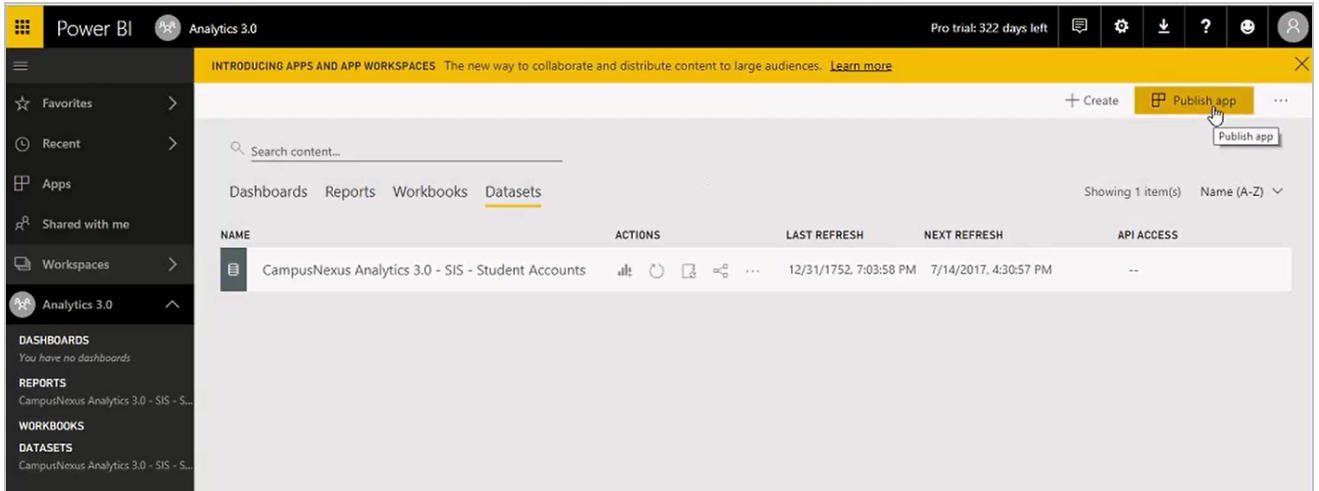 Power BI Analytics 3.0 Pro trial: 322 days left ?
INTRODUCING APPS AND APP WORKSPACES The new way to collaborate and distribute content to large audiences. Learn more
Favorites
Recent
Apps
Shared with me
Workspaces
Analytics 3.0
DASHBOARDS
You have no dashboards
REPORTS
CampusNexus Analytics 3.0 - SIS - S...
WORKBOOKS
DATASETS
CampusNexus Analytics 3.0 - SIS - S...
+ Create Publish app ...
Publish app
Search content...
Dashboards Reports Workbooks Datasets Showing 1 item(s) Name (A-Z)
NAME ACTIONS LAST REFRESH NEXT REFRESH API ACCESS
CampusNexus Analytics 3.0 - SIS - Student Accounts ... 12/31/1752, 7:03:58 PM 7/14/2017, 4:30:57 PM --